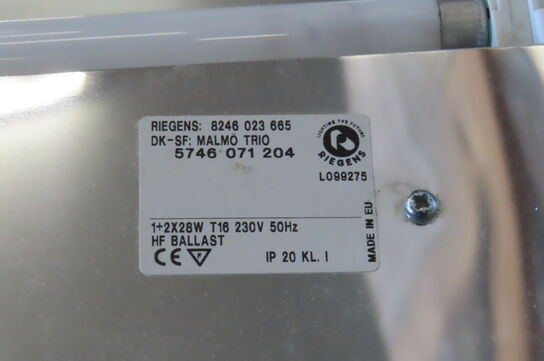 RIEGENS: 8246 023 665
DK-SF: MALMÖ TRIO
5746 071 204
LIGHTING THE FUTURE
RIEGENS
L099275
1+2X28W T16 230V 50Hz
HF BALLAST
CE F
IP 20 KL. I
MADE IN EU